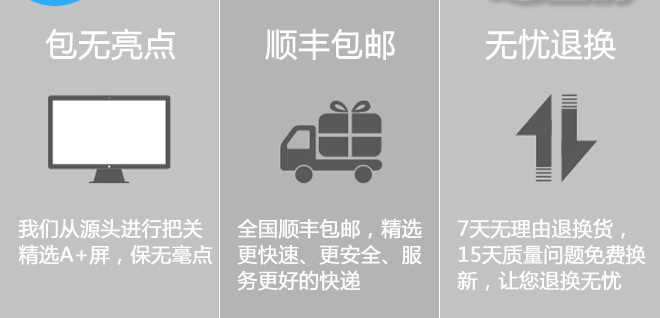 包无亮点
顺丰包邮
无忧退换
我们从源头进行把关
精选A+屏，保无亮点
全国顺丰包邮，精选
更快速、更安全、服
务更好的快递
7天无理由退换货，
15天质量问题免费换
新，让您退换无忧